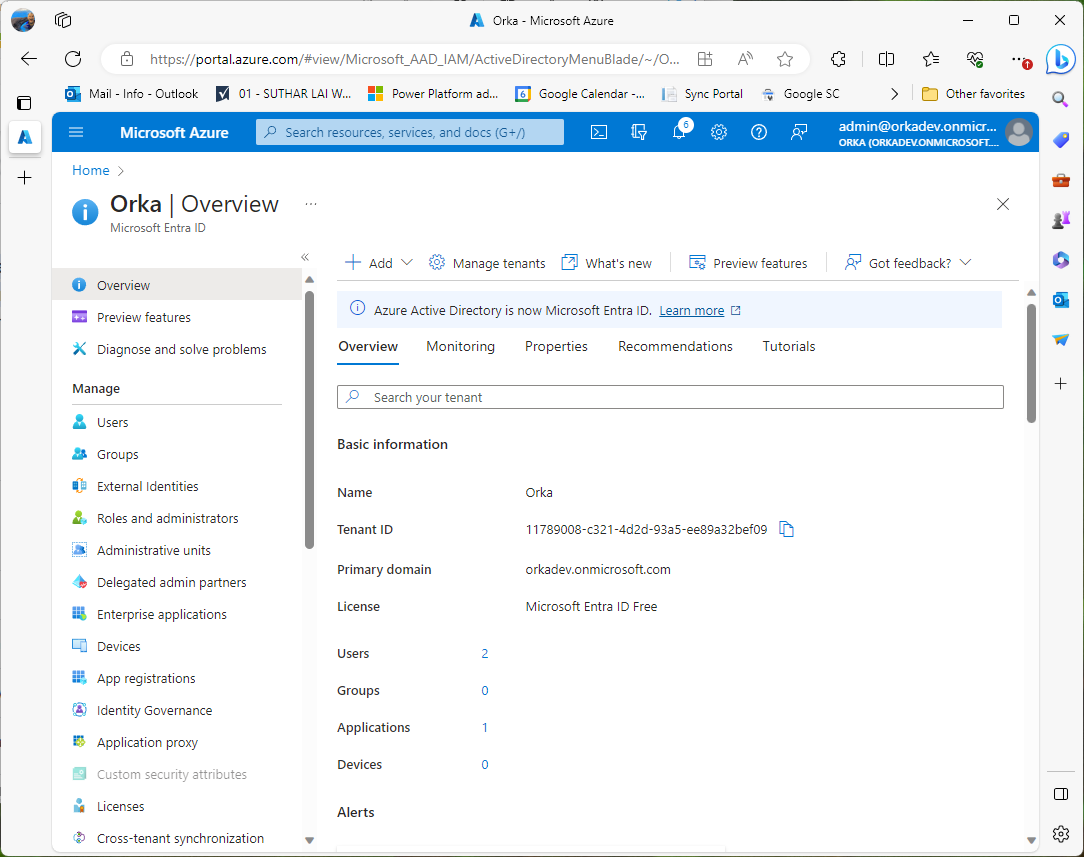 Orka - Microsoft Azure
https://portal.azure.com/#view/Microsoft_AAD_IAM/ActiveDirectoryMenuBlade/~/O...
Mail - Info - Outlook
01 - SUTHAR LAI W...
Power Platform ad...
Google Calendar -...
Sync Portal
Google SC
Other favorites
Microsoft Azure
Search resources, services, and docs (G+/)
6
admin@orkadev.onmicr...
ORKA (ORKADEV.ONMICROSOFT....
Home
Orka | Overview
...
Microsoft Entra ID
Overview
Preview features
Diagnose and solve problems
Manage
Users
Groups
External Identities
Roles and administrators
Administrative units
Delegated admin partners
Enterprise applications
Devices
App registrations
Identity Governance
Application proxy
Custom security attributes
Licenses
Cross-tenant synchronization
Add
Manage tenants
What's new
Preview features
Got feedback?
Azure Active Directory is now Microsoft Entra ID. Learn more
Overview
Monitoring
Properties
Recommendations
Tutorials
Search your tenant
Basic information
Name Orka
Tenant ID 11789008-c321-4d2d-93a5-ee89a32bef09
Primary domain orkadev.onmicrosoft.com
License Microsoft Entra ID Free
Users 2
Groups 0
Applications 1
Devices 0
Alerts